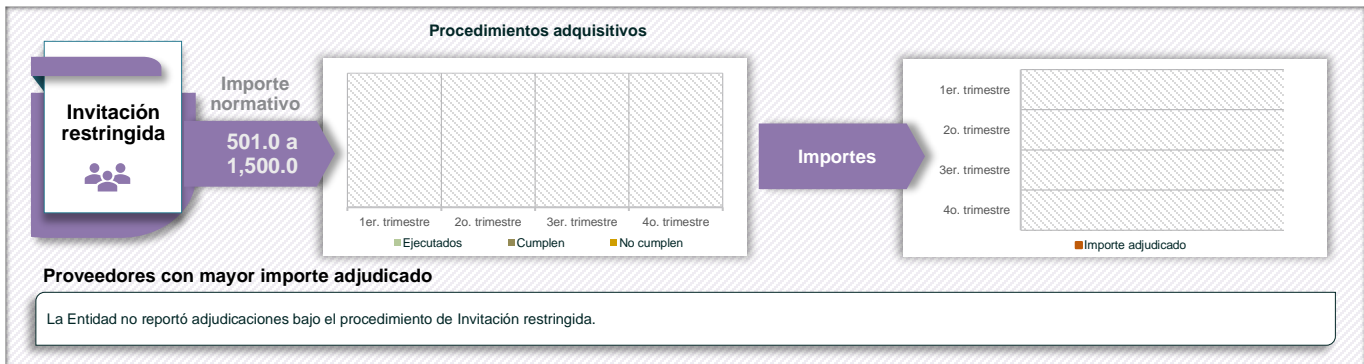 Procedimientos adquisitivos
Invitación
restringida
Importe
normativo
501.0 a
1,500.0
1er. trimestre
2o. trimestre
3er. trimestre
4o. trimestre
Ejecutados
Cumplen
No cumplen
Importes
1er. trimestre
2o. trimestre
3er. trimestre
4o. trimestre
Importe adjudicado
Proveedores con mayor importe adjudicado
La Entidad no reportó adjudicaciones bajo el procedimiento de Invitación restringida.